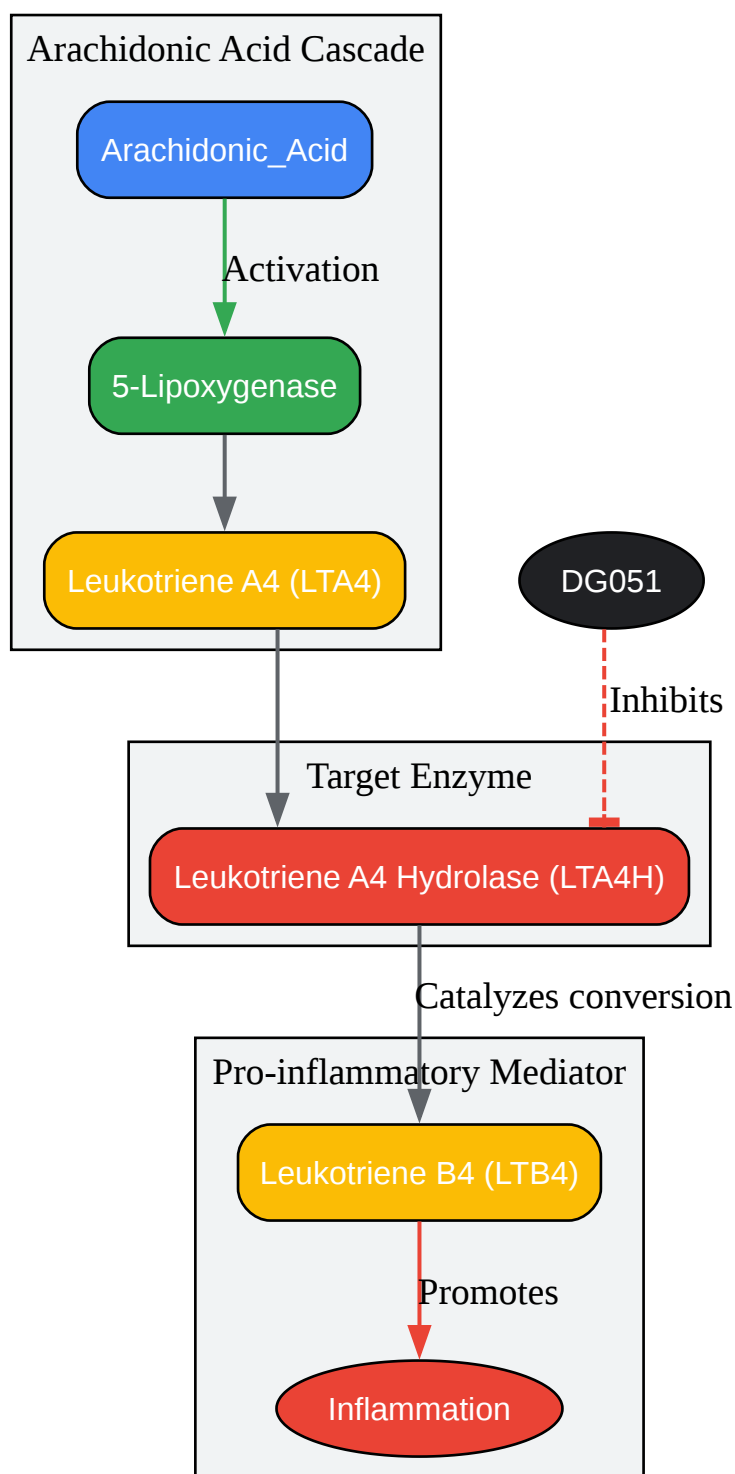 Arachidonic Acid Cascade
Arachidonic_Acid
Activation
5-Lipoxygenase
Leukotriene A4 (LTA4)
DG051
Inhibits
Target Enzyme
Leukotriene A4 Hydrolase (LTA4H)
Catalyzes conversion
Pro-inflammatory Mediator
Leukotriene B4 (LTB4)
Promotes
Inflammation